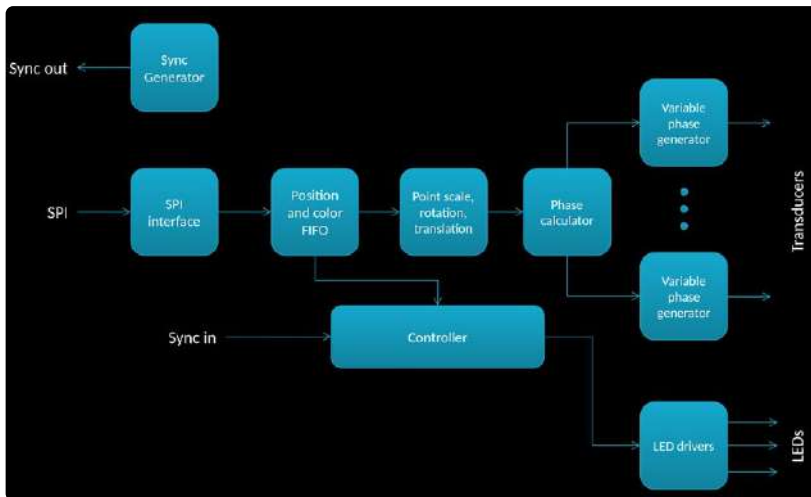 Sync out
Sync
Generator
Variable
phase
generator
SPI
SPI
interface
Position
and color
FIFO
Point scale,
rotation,
translation
Phase
calculator
Transducers
Variable
phase
generator
Sync in
Controller
LED drivers
LEDs